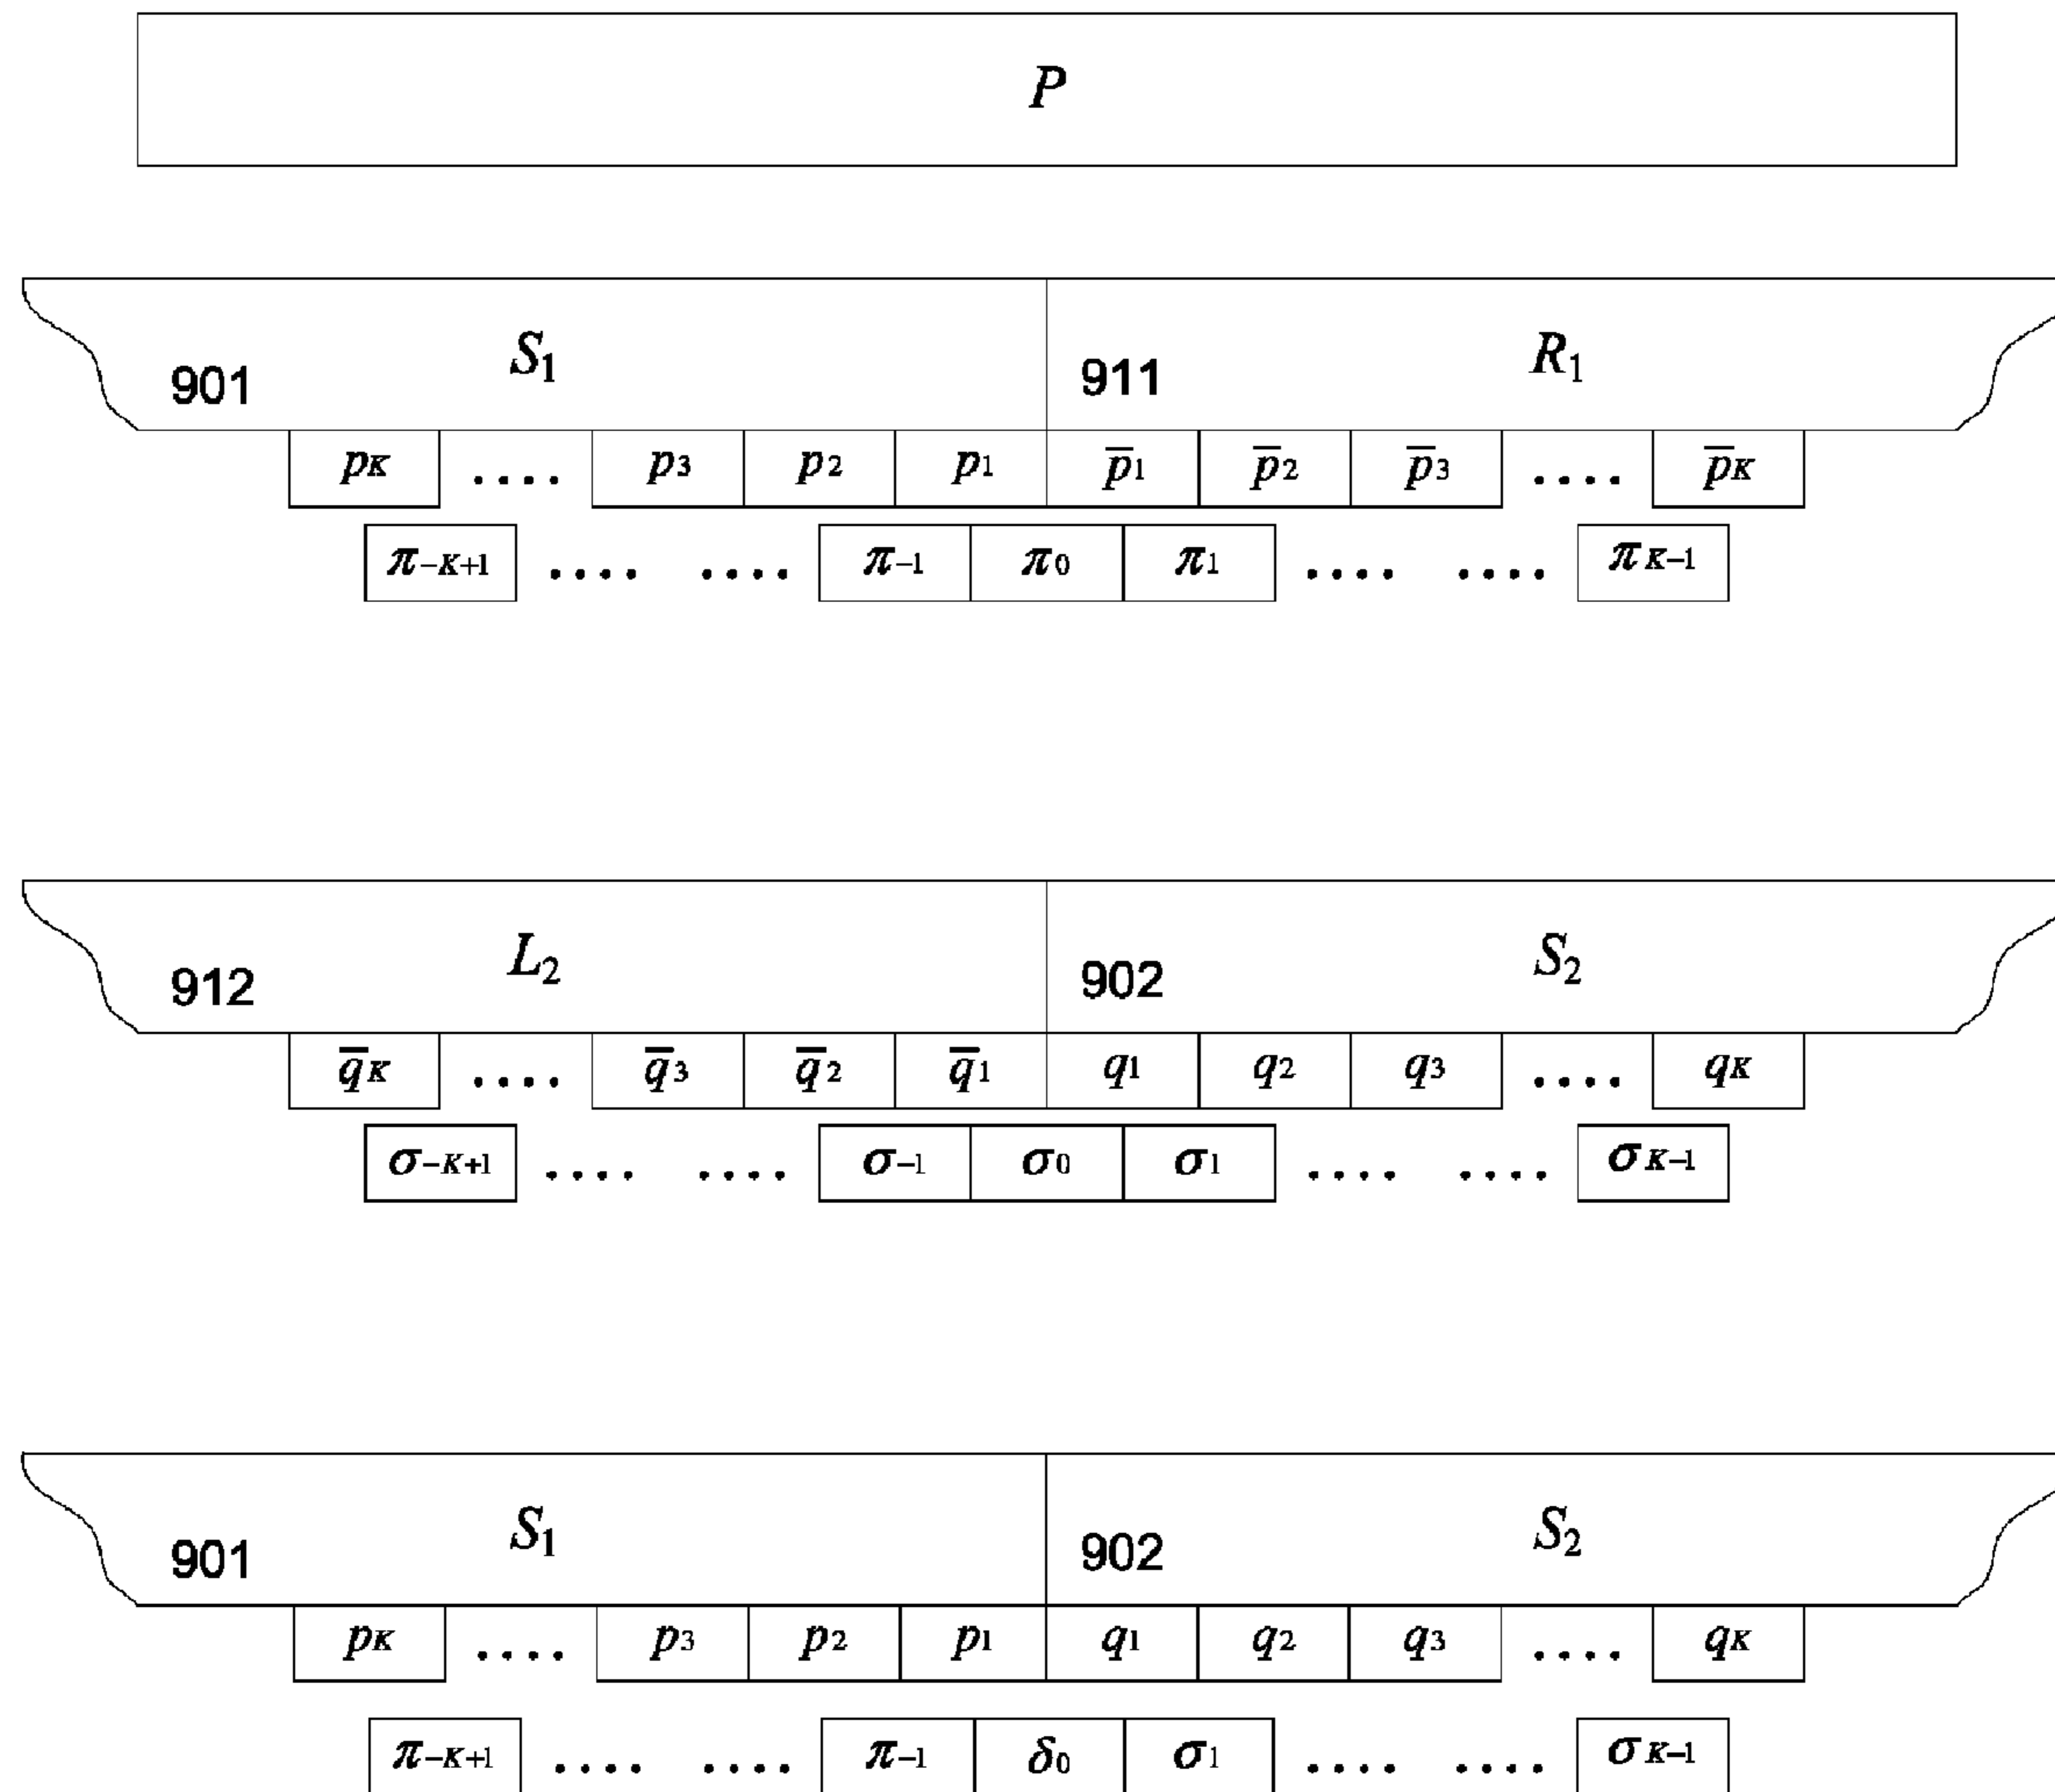 P
S₁ R₁
901 911
pK .... p3 p2 p1 p̅1 p̅2 p̅3 .... p̅K
π−K+1 .... .... π−1 π0 π1 .... .... πK−1
L₂ S₂
912 902
q̅K .... q̅3 q̅2 q̅1 q1 q2 q3 .... qK
σ−K+1 .... .... σ−1 σ0 σ1 .... .... σK−1
S₁ S₂
901 902
pK .... p3 p2 p1 q1 q2 q3 .... qK
π−K+1 .... .... π−1 δ0 σ1 .... .... σK−1